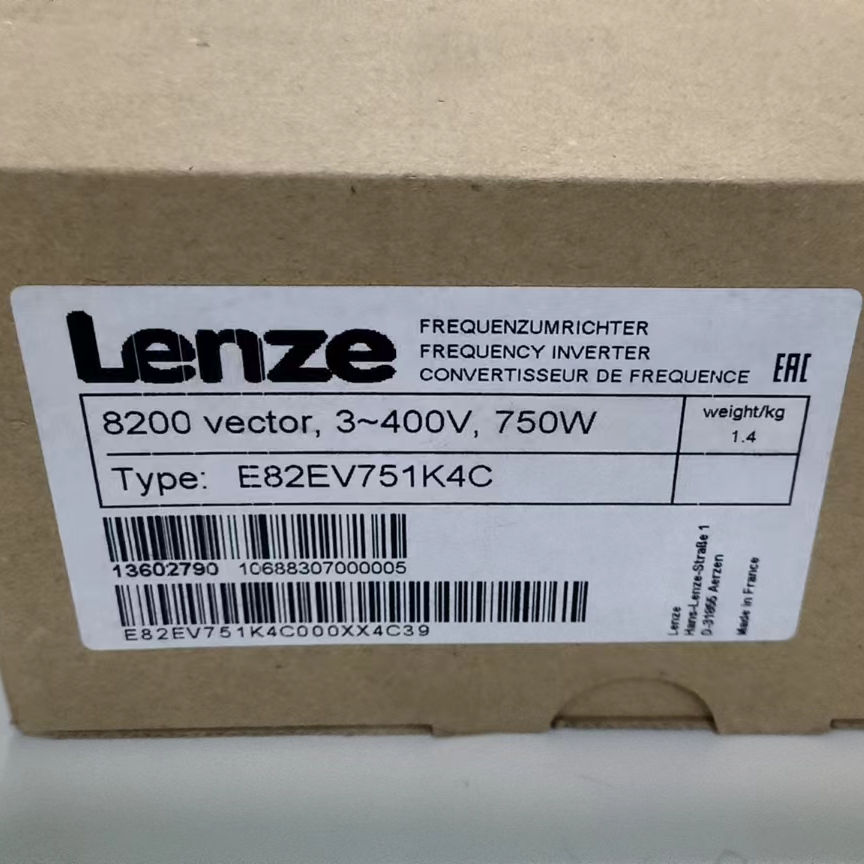 Lenze
FREQUENZUMRICHTER
FREQUENCY INVERTER
CONVERTISSEUR DE FREQUENCE
EAC
8200 vector, 3~400V, 750W
weight/kg
1.4
Type: E82EV751K4C
13602790 10688307000005
E82EV751K4C000XX4C39
Lenze
Hans-Lenze-Straße 1
D-31855 Aerzen
Made in France